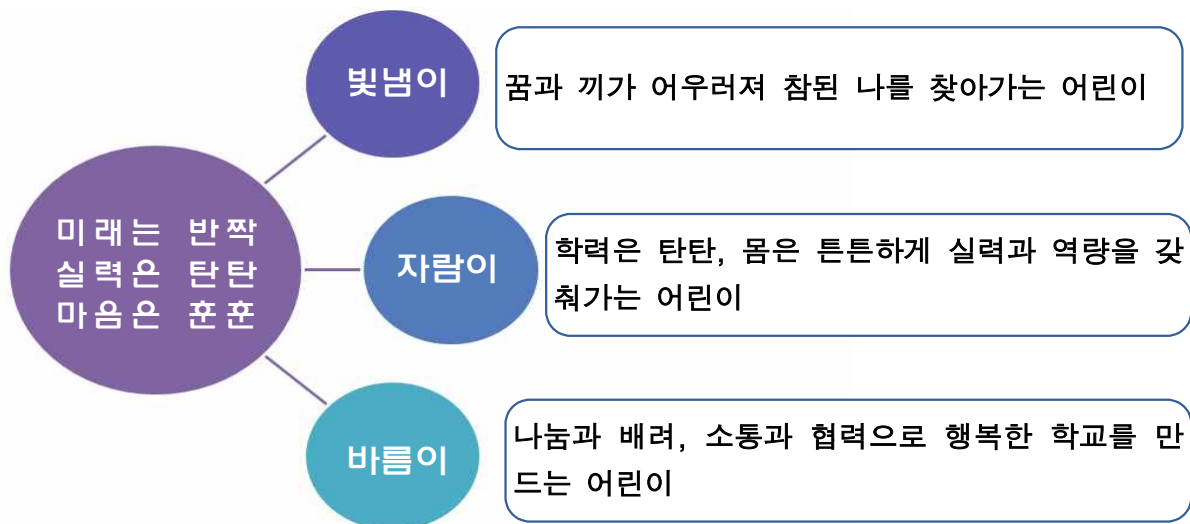 빛냄이
꿈과 끼가 어우러져 참된 나를 찾아가는 어린이
미래는 반짝
실력은 탄탄
마음은 훈훈
자람이
학력은 탄탄, 몸은 튼튼하게 실력과 역량을 갖
춰가는 어린이
바름이
나눔과 배려, 소통과 협력으로 행복한 학교를 만
드는 어린이